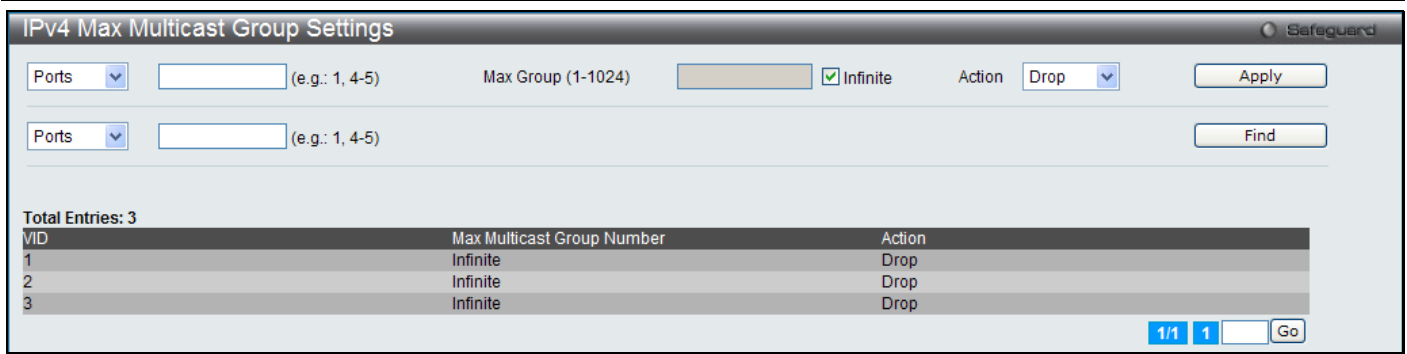 IPv4 Max Multicast Group Settings Safeguard
Ports (e.g.: 1, 4-5) Max Group (1-1024) Infinite Action Drop Apply
Ports (e.g.: 1, 4-5) Find
Total Entries: 3
VID Max Multicast Group Number Action
1 Infinite Drop
2 Infinite Drop
3 Infinite Drop
1/1 1 Go